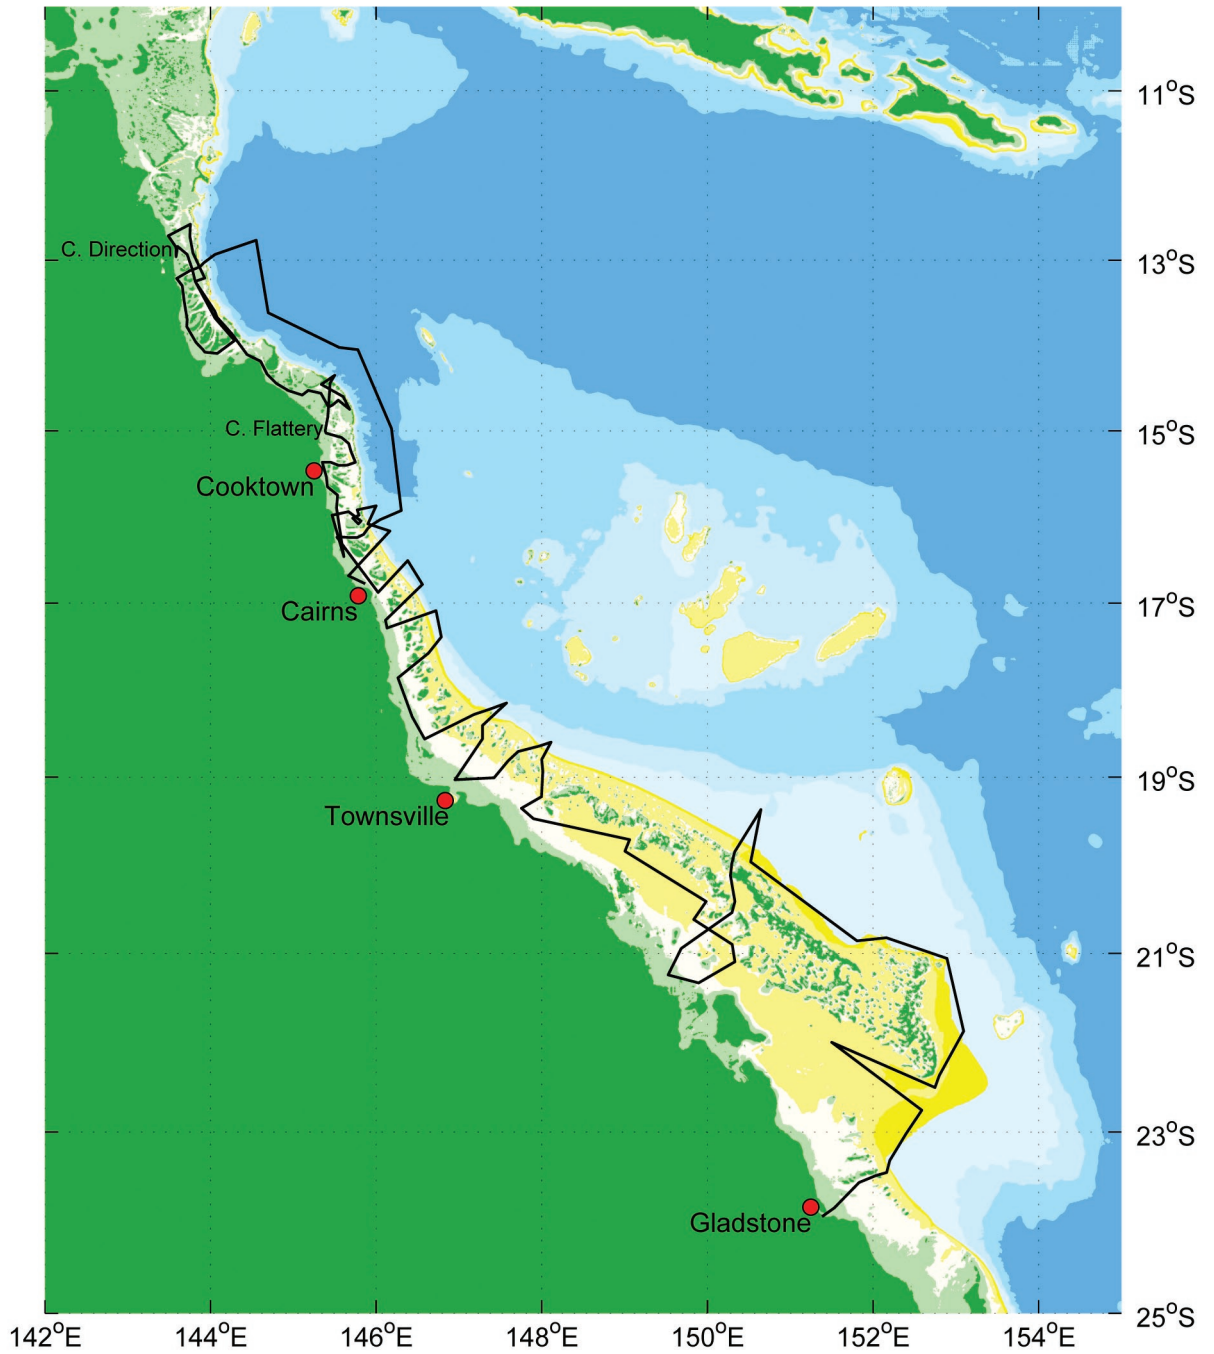 11°S
C. Direction
13°S
C. Flattery
15°S
Cooktown
Cairns
17°S
19°S
Townsville
21°S
23°S
Gladstone
25°S
142°E 144°E 146°E 148°E 150°E 152°E 154°E